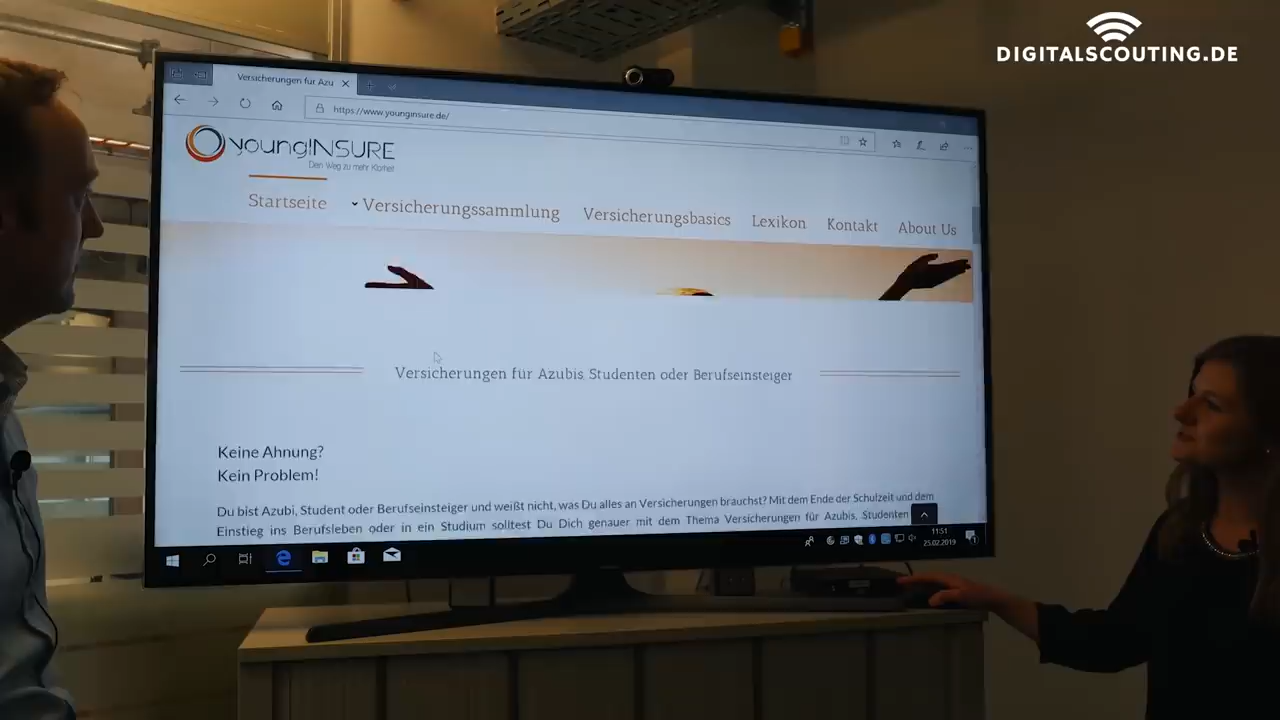 DIGITALSCOUTING.DE
Versicherungen für Azu
https://www.younginsure.de/
youngINSURE
Den Weg zu mehr Klarheit
Startseite Versicherungssammlung Versicherungsbasics Lexikon Kontakt About Us
Versicherungen für Azubis, Studenten oder Berufseinsteiger
Keine Ahnung?
Kein Problem!
Du bist Azubi, Student oder Berufseinsteiger und weißt nicht, was Du alles an Versicherungen brauchst? Mit dem Ende der Schulzeit und dem
Einstieg ins Berufsleben oder in ein Studium solltest Du Dich genauer mit dem Thema Versicherungen für Azubis, Studenten
11:51
25.02.2019